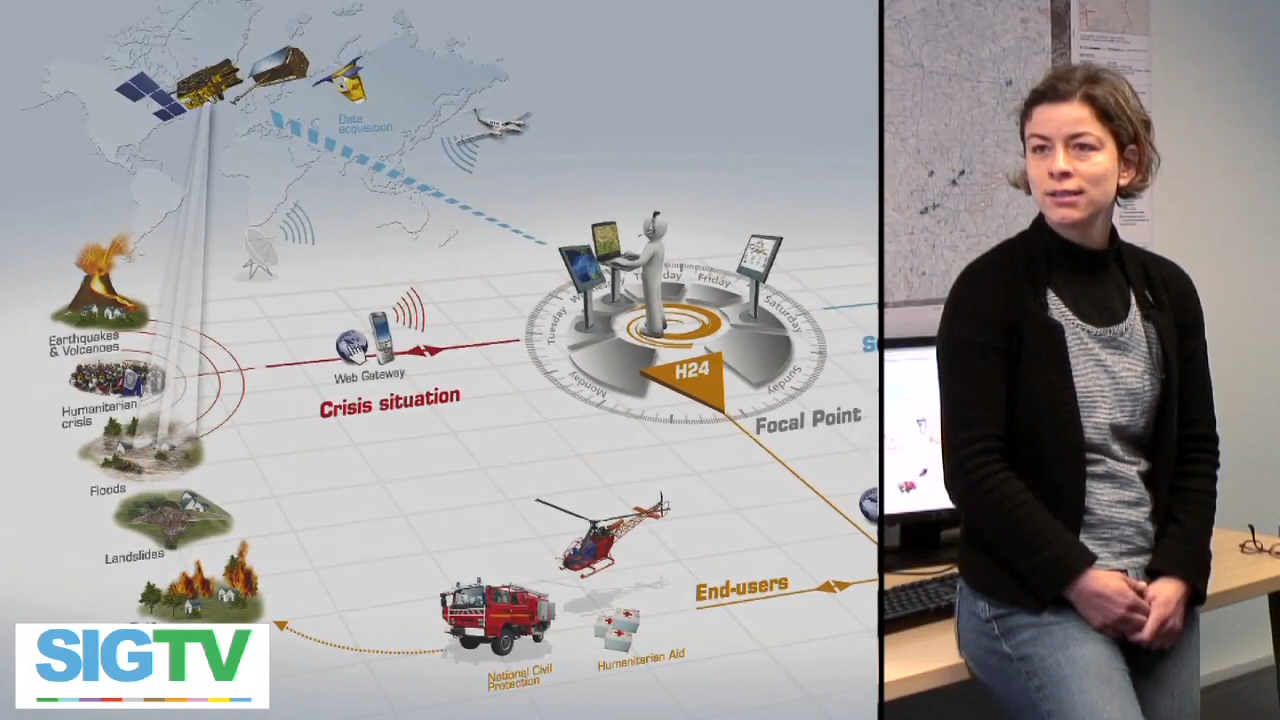 Data
acquisition
Tuesday
Friday
Saturday
Sunday
Monday
Earthquakes
& Volcanoes
Web Gateway
Crisis situation
Humanitarian
crisis
H24
Focal Point
Floods
Landslides
End-users
National Civil
Protection
Humanitarian Aid
SIGTV